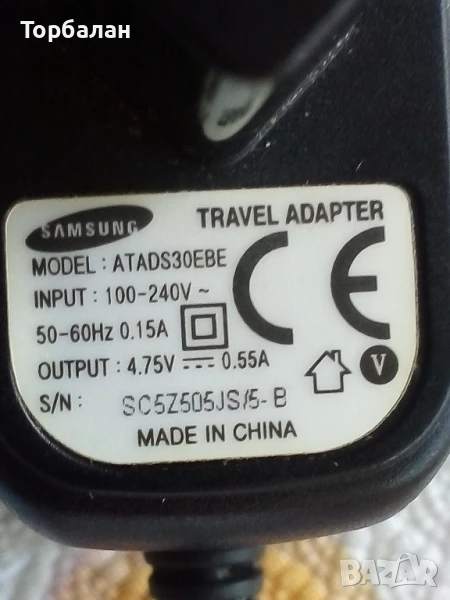 Торбалан
SAMSUNG
TRAVEL ADAPTER
MODEL : ATADS30EBE
INPUT : 100-240V ~
50-60Hz 0.15A
OUTPUT : 4.75V ⎓ 0.55A
S/N : SC5Z505JS/5-B
MADE IN CHINA
CE
V
BAZAR